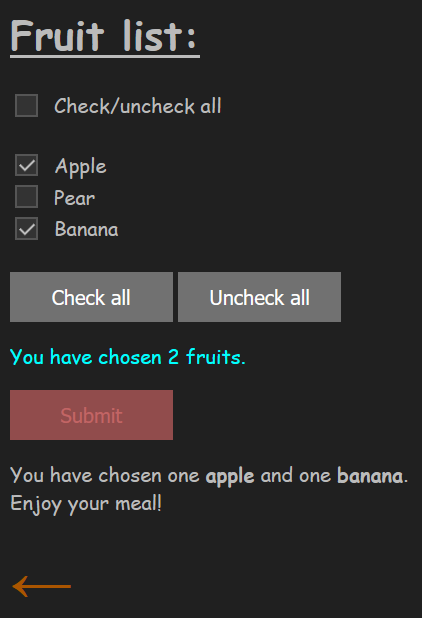 Fruit list:
Check/uncheck all
Apple
Pear
Banana
Check all Uncheck all
You have chosen 2 fruits.
Submit
You have chosen one apple and one banana.
Enjoy your meal!